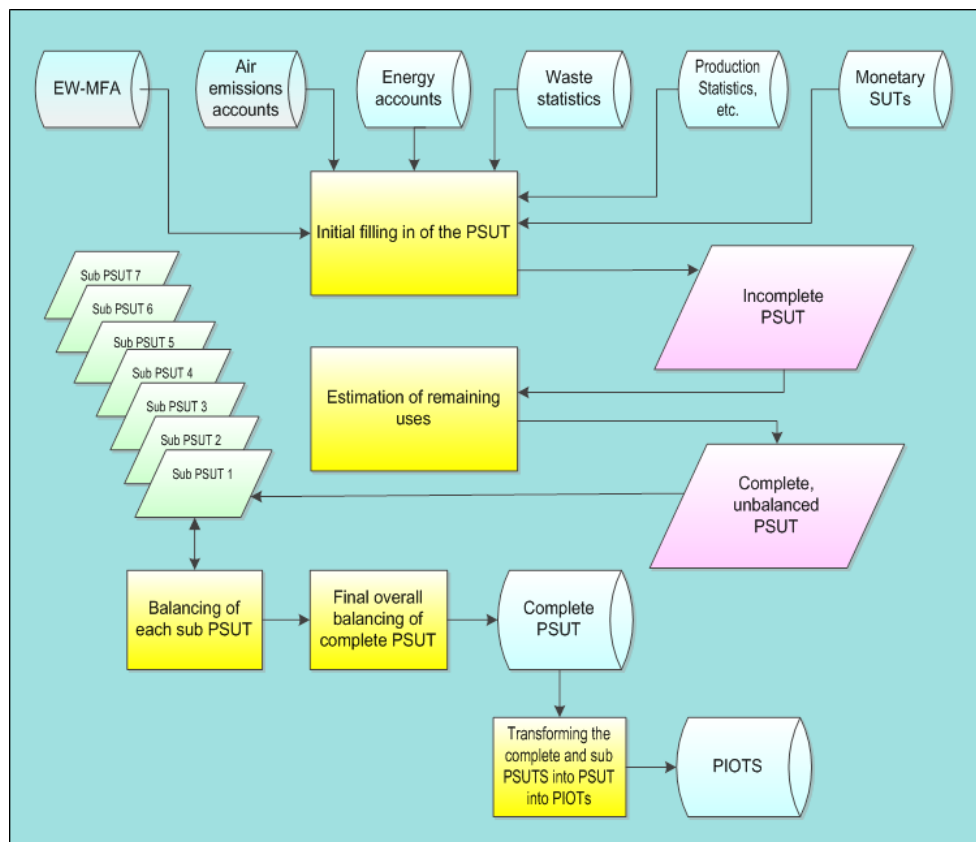 EW-MFA
Air
emissions
accounts
Energy
accounts
Waste
statistics
Production
Statistics,
etc.
Monetary
SUTs
Initial filling in of the PSUT
Incomplete
PSUT
Sub PSUT 7
Sub PSUT 6
Sub PSUT 5
Sub PSUT 4
Sub PSUT 3
Sub PSUT 2
Sub PSUT 1
Estimation of remaining
uses
Complete,
unbalanced
PSUT
Balancing of
each sub PSUT
Final overall
balancing of
complete PSUT
Complete
PSUT
Transforming the
complete and sub
PSUTS into PSUT
into PIOTs
PIOTS